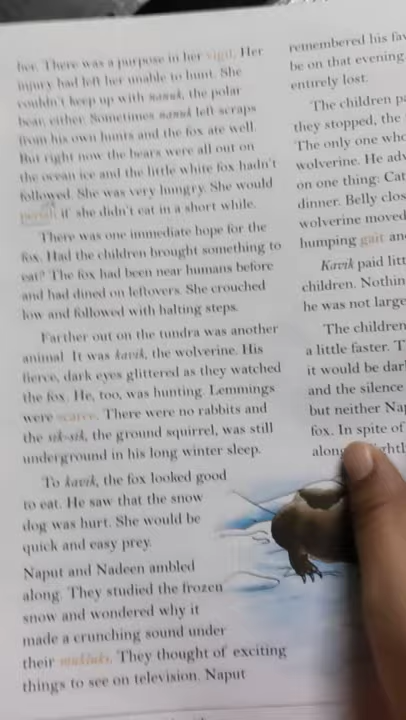 her. There was a purpose in her vigil. Her
injury had left her unable to hunt. She
couldn't keep up with nanuk, the polar
bear, either. Sometimes nanuk left scraps
from his own hunts and the fox ate well.
But right now the bears were all out on
the ocean ice and the little white fox hadn't
followed. She was very hungry. She would
perish if she didn't eat in a short while.
There was one immediate hope for the
fox. Had the children brought something to
eat? The fox had been near humans before
and had dined on leftovers. She crouched
low and followed with halting steps.
Farther out on the tundra was another
animal. It was kavik, the wolverine. His
fierce, dark eyes glittered as they watched
the fox. He, too, was hunting. Lemmings
were scarce. There were no rabbits and
the sik-sik, the ground squirrel, was still
underground in his long winter sleep.
To kavik, the fox looked good
to eat. He saw that the snow
dog was hurt. She would be
quick and easy prey.
Naput and Nadeen ambled
along. They studied the frozen
snow and wondered why it
made a crunching sound under
their mukluks. They thought of exciting
things to see on television. Naput
remembered his fav
be on that evening
entirely lost.
The children pa
they stopped, the
The only one who
wolverine. He adv
on one thing: Cat
dinner. Belly clos
wolverine moved
humping gait and
Kavik paid litt
children. Nothin
he was not large
The children
a little faster. T
it would be dar
and the silence
but neither Nap
fox. In spite of
along